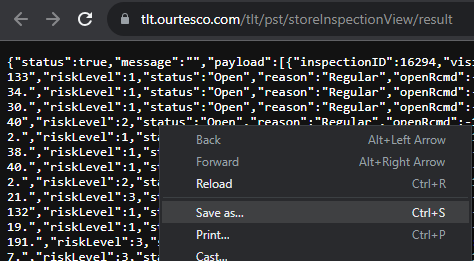 tlt.ourtesco.com/tlt/pst/storeInspectionView/result
{"status":true,"message":"","payload":[{"inspectionID":16294,"vis
133","riskLevel":1,"status":"Open","reason":"Regular","openRcmd":
34.","riskLevel":1,"status":"Open","reason":"Regular","openRcmd":
30.","riskLevel":1,"status":"Open","reason":"Regular","openRcmd":
40","riskLevel":2,"status":"Open","reason":"Regular","openRcmd":
2.","riskLevel":1,"sta
38.","riskLevel":1,"st
40.","riskLevel":1,"st
2.","riskLevel":2,"sta
21.","riskLevel":3,"st
132","riskLevel":1,"st
19.","riskLevel":1,"st
191.","riskLevel":3,"s
7.","riskLevel":3,"sta
Back Alt+Left Arrow
Forward Alt+Right Arrow
Reload Ctrl+R
Save as... Ctrl+S
Print... Ctrl+P
Cast...